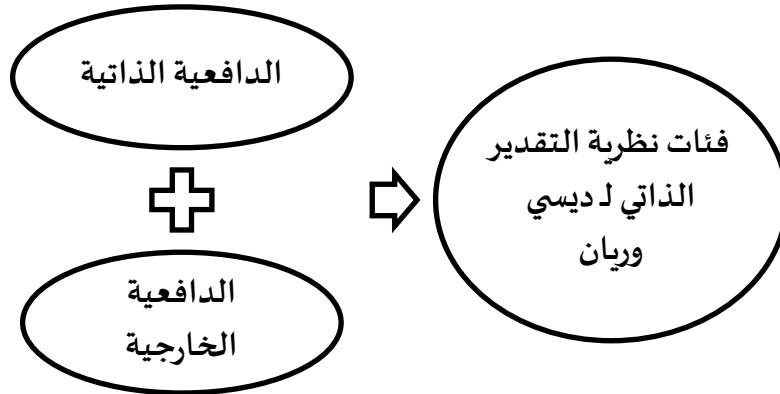 الدافعية الذاتية
فئات نظرية التقدير
الذاتي لـ ديسي
وريان
الدافعية
الخارجية